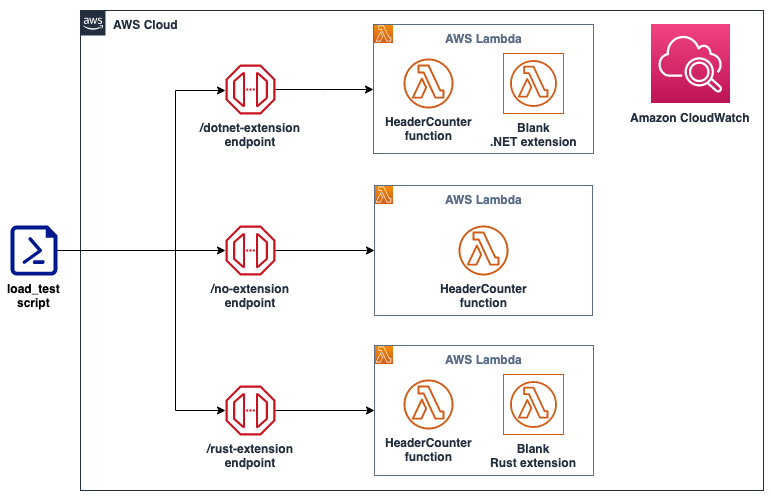 aws
AWS Cloud
AWS Lambda
HeaderCounter
function
Blank
.NET extension
/dotnet-extension
endpoint
Amazon CloudWatch
AWS Lambda
HeaderCounter
function
/no-extension
endpoint
load_test
script
AWS Lambda
HeaderCounter
function
Blank
Rust extension
/rust-extension
endpoint